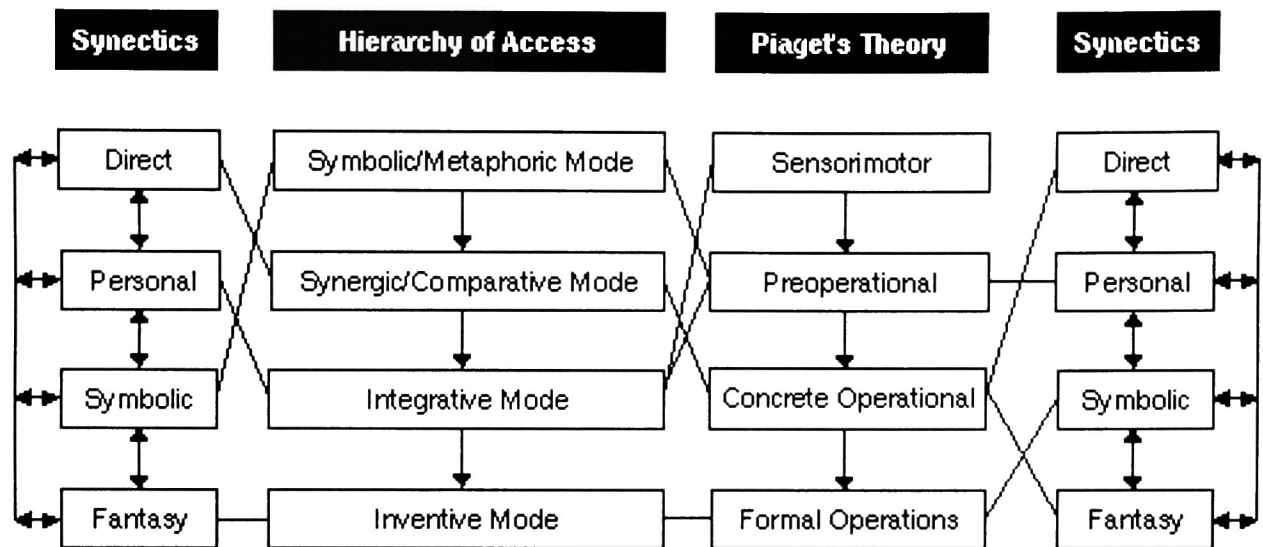 Synectics
Hierarchy of Access
Piaget's Theory
Synectics
Direct
Symbolic/Metaphoric Mode
Sensorimotor
Direct
Personal
Synergic/Comparative Mode
Preoperational
Personal
Symbolic
Integrative Mode
Concrete Operational
Symbolic
Fantasy
Inventive Mode
Formal Operations
Fantasy